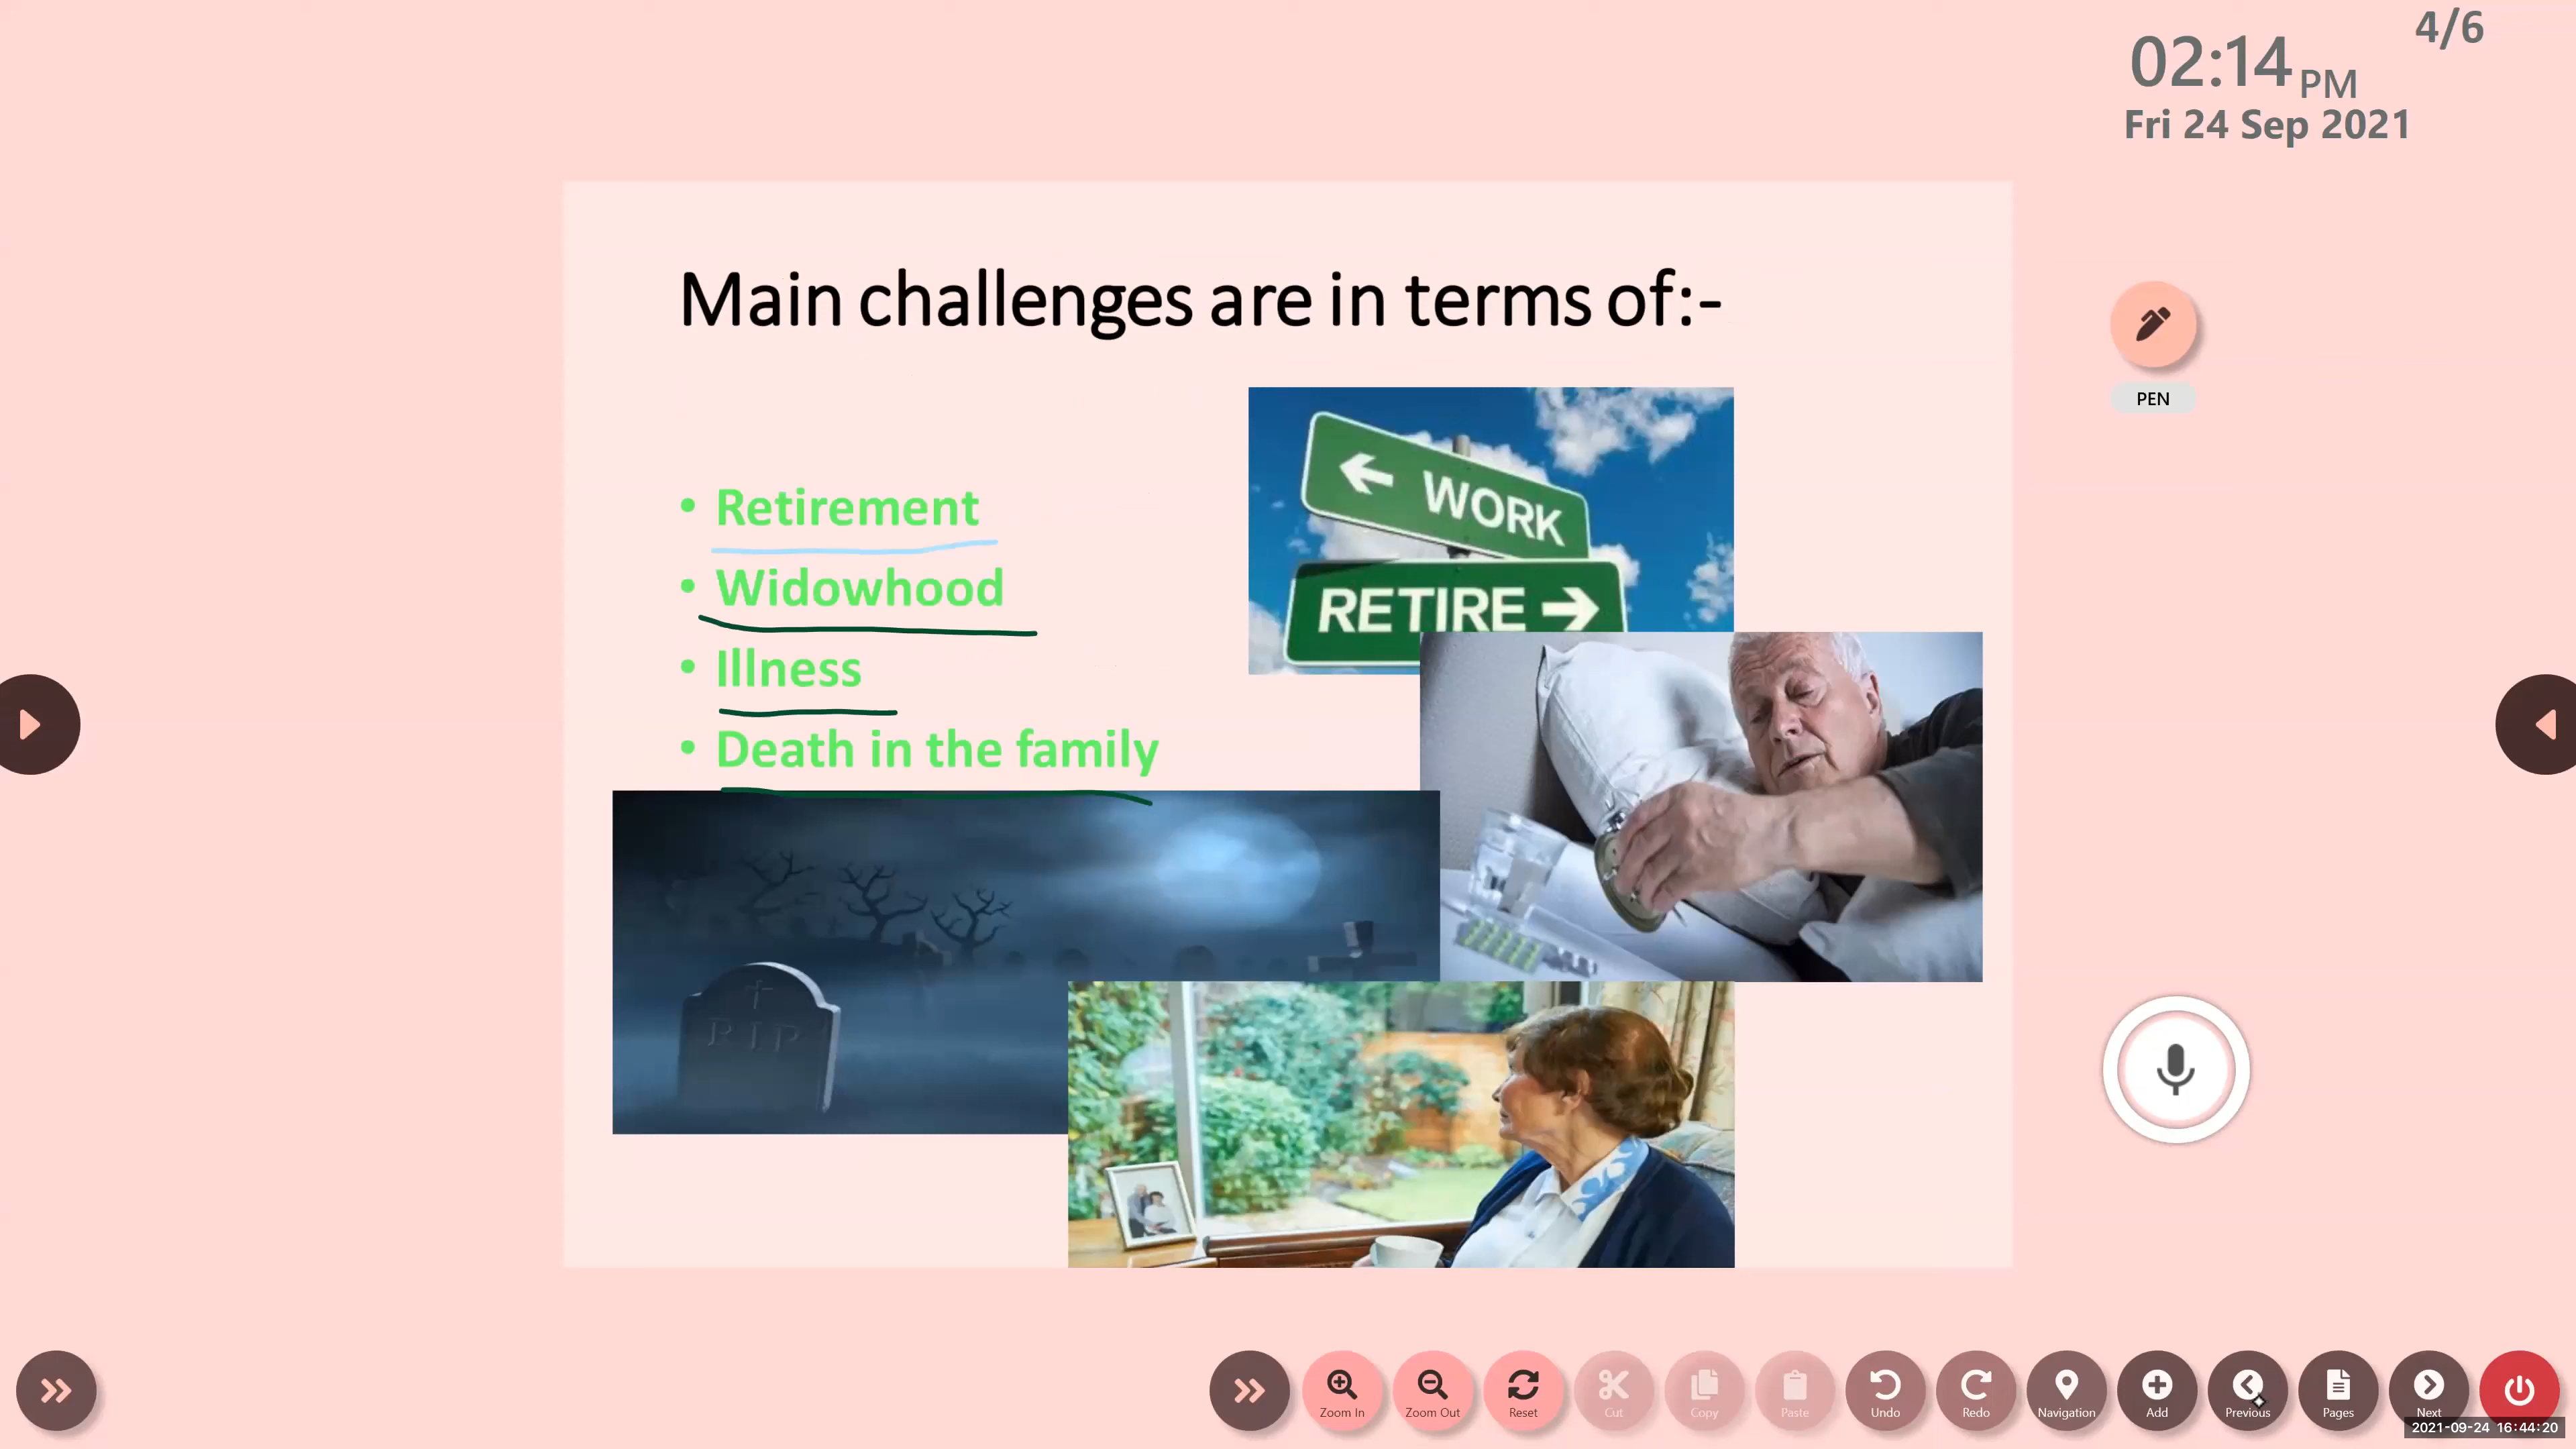 4/6
02:14 PM
Fri 24 Sep 2021
Main challenges are in terms of:-
WORK
RETIRE
PEN
• Retirement
• Widowhood
• Illness
• Death in the family
RIP
Zoom In
Zoom Out
Reset
Cut
Copy
Paste
Undo
Redo
Navigation
Add
Previous
Pages
Next
2021-09-24 16:44:20